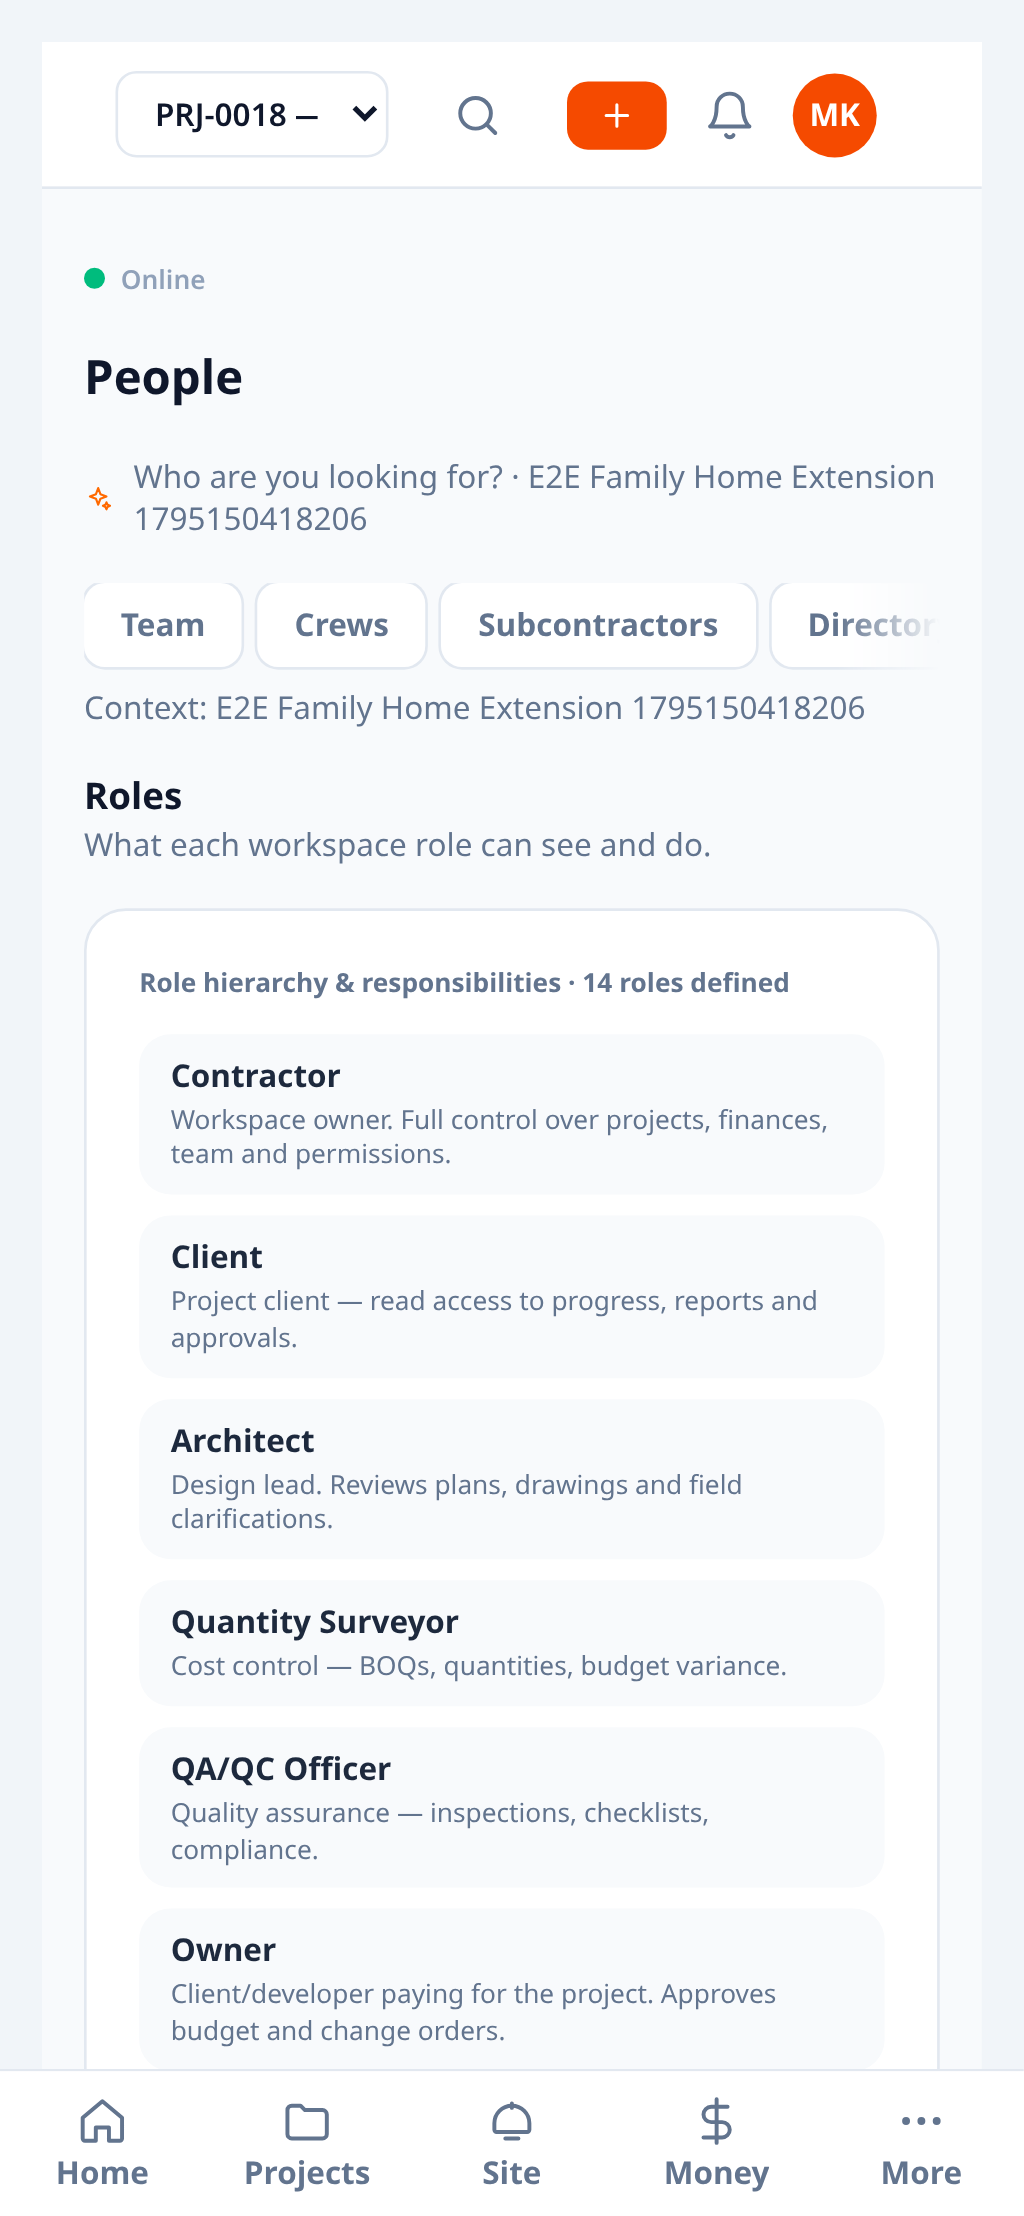 PRJ-0018 —
MK
Online
People
Who are you looking for? · E2E Family Home Extension
1795150418206
Team
Crews
Subcontractors
Director
Context: E2E Family Home Extension 1795150418206
Roles
What each workspace role can see and do.
Role hierarchy & responsibilities · 14 roles defined
Contractor
Workspace owner. Full control over projects, finances,
team and permissions.
Client
Project client — read access to progress, reports and
approvals.
Architect
Design lead. Reviews plans, drawings and field
clarifications.
Quantity Surveyor
Cost control — BOQs, quantities, budget variance.
QA/QC Officer
Quality assurance — inspections, checklists,
compliance.
Owner
Client/developer paying for the project. Approves
budget and change orders.
Home
Projects
Site
Money
More